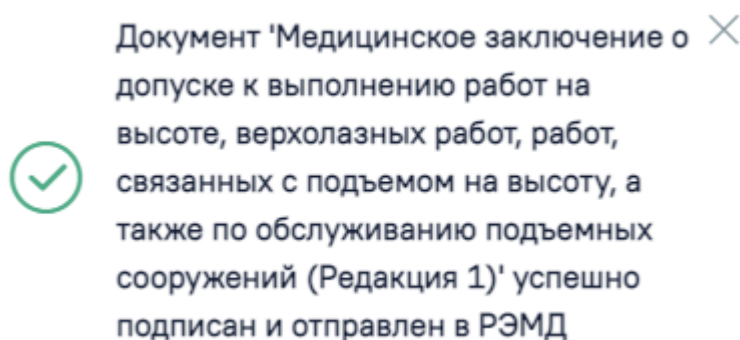 Документ 'Медицинское заключение о
допуске к выполнению работ на
высоте, верхолазных работ, работ,
связанных с подъемом на высоту, а
также по обслуживанию подъемных
сооружений (Редакция 1)' успешно
подписан и отправлен в РЭМД